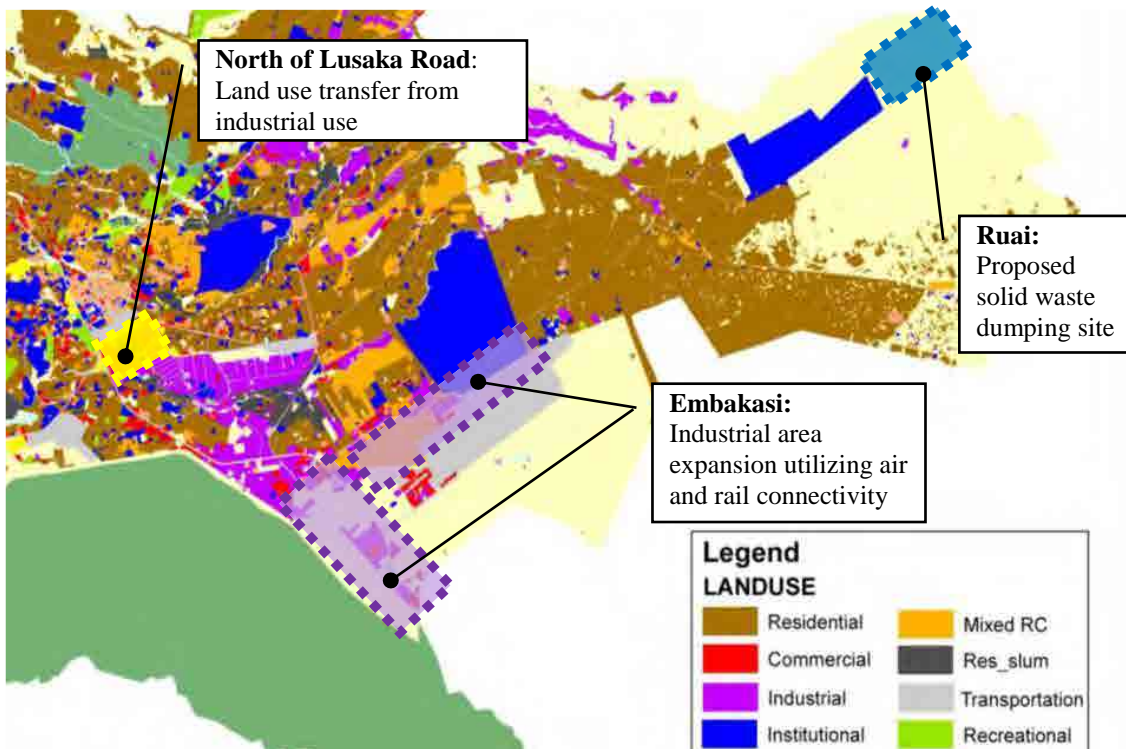 North of Lusaka Road:
Land use transfer from
industrial use
Ruai:
Proposed
solid waste
dumping site
Embakasi:
Industrial area
expansion utilizing air
and rail connectivity
Legend
LANDUSE
Residential
Mixed RC
Commercial
Res_slum
Industrial
Transportation
Institutional
Recreational